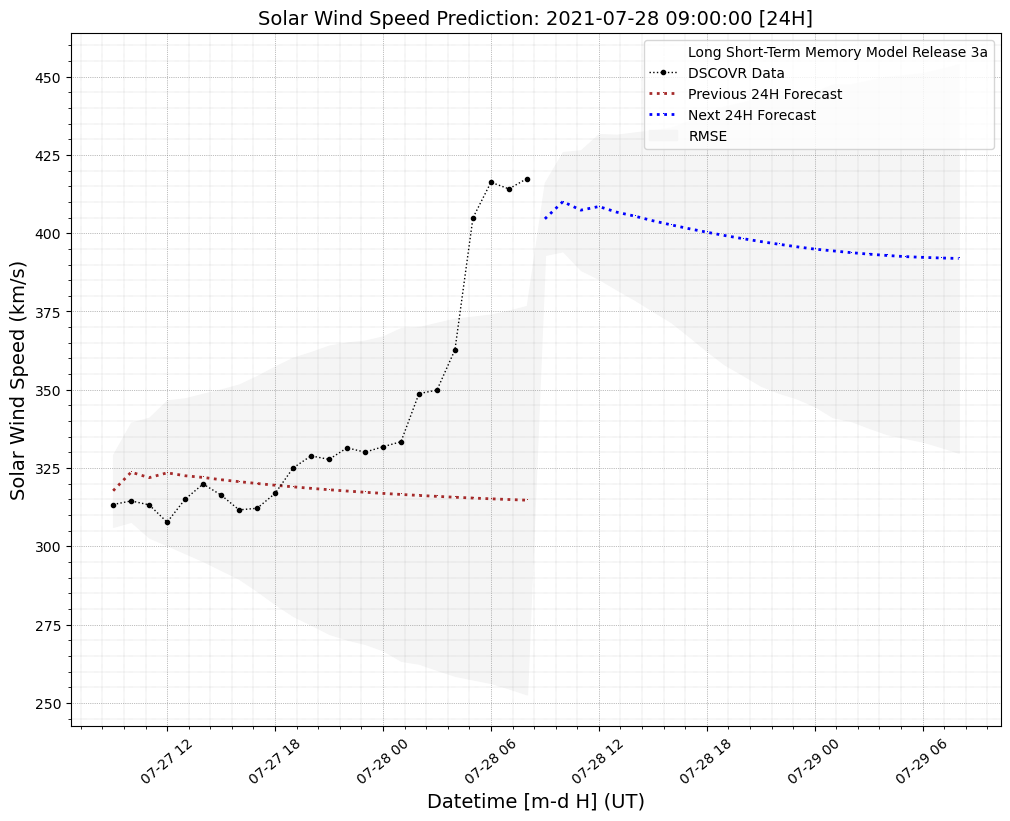 Solar Wind Speed Prediction: 2021-07-28 09:00:00 [24H]
Long Short-Term Memory Model Release 3a
DSCOVR Data
Previous 24H Forecast
Next 24H Forecast
RMSE
Solar Wind Speed (km/s)
450
425
400
375
350
325
300
275
250
07-27 12
07-27 18
07-28 00
07-28 06
07-28 12
07-28 18
07-29 00
07-29 06
Datetime [m-d H] (UT)